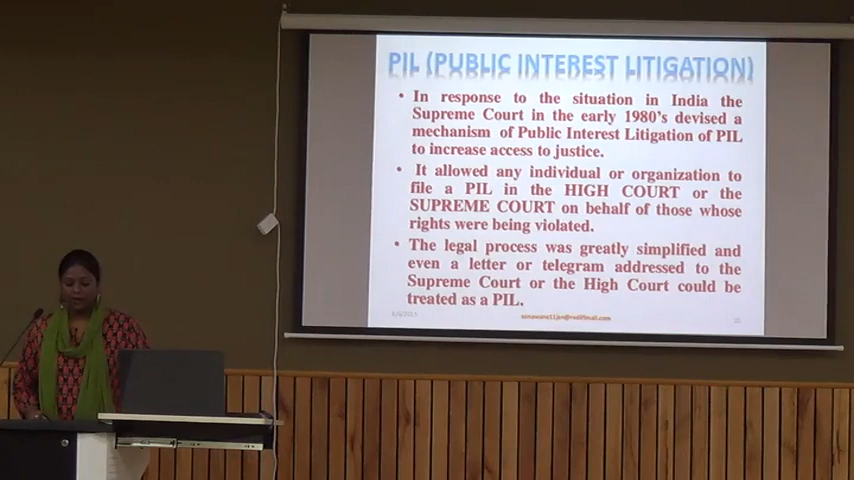 PIL (PUBLIC INTEREST LITIGATION)
• In response to the situation in India the
Supreme Court in the early 1980's devised a
mechanism of Public Interest Litigation of PIL
to increase access to justice.
• It allowed any individual or organization to
file a PIL in the HIGH COURT or the
SUPREME COURT on behalf of those whose
rights were being violated.
• The legal process was greatly simplified and
even a letter or telegram addressed to the
Supreme Court or the High Court could be
treated as a PIL.